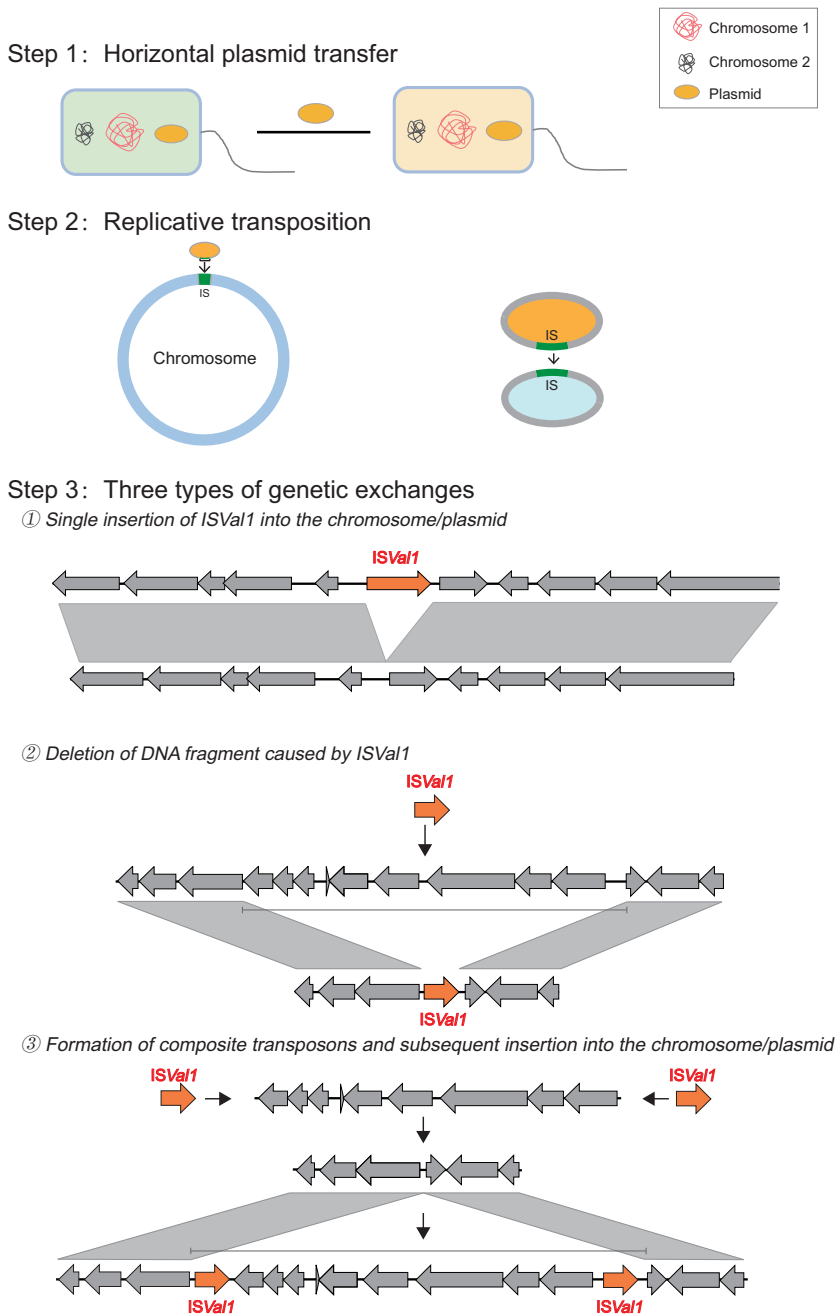 Chromosome 1
Chromosome 2
Plasmid
Step 1: Horizontal plasmid transfer
Step 2: Replicative transposition
IS
Chromosome
IS
IS
Step 3: Three types of genetic exchanges
① Single insertion of ISVal1 into the chromosome/plasmid
ISVal1
② Deletion of DNA fragment caused by ISVal1
ISVal1
ISVal1
③ Formation of composite transposons and subsequent insertion into the chromosome/plasmid
ISVal1
ISVal1
ISVal1
ISVal1